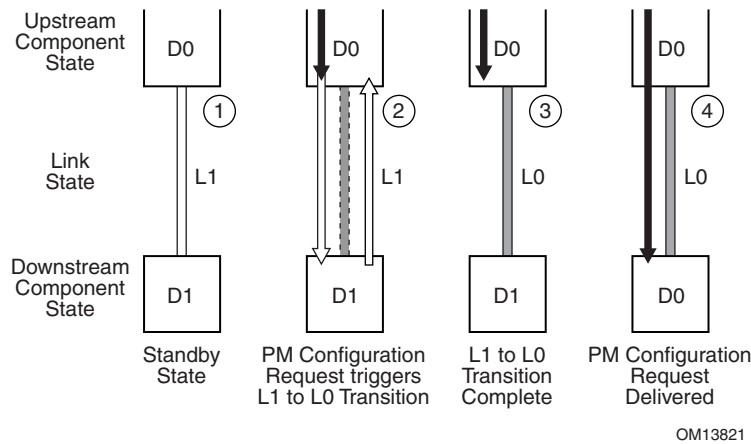 Upstream
Component
State
D0
D0
D0
D0
1
2
3
4
Link
State
L1
L1
L0
L0
Downstream
Component
State
D1
D1
D1
D0
Standby
State
PM Configuration
Request triggers
L1 to L0 Transition
L1 to L0
Transition
Complete
PM Configuration
Request
Delivered
OM13821